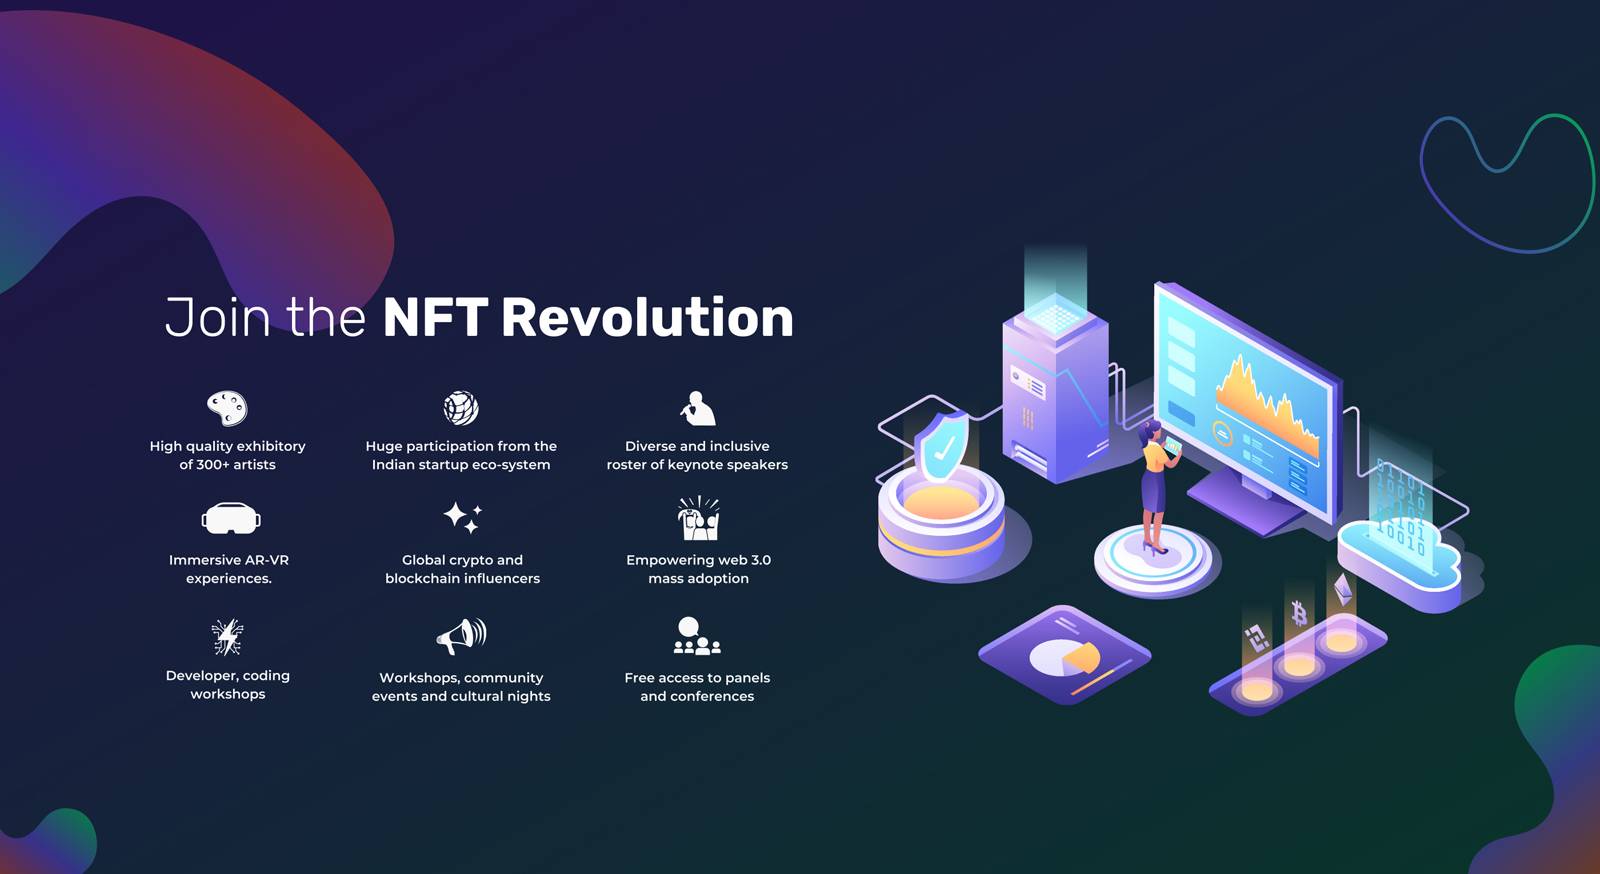 Join the NFT Revolution
High quality exhibitory
of 300+ artists
Huge participation from the
Indian startup eco-system
Diverse and inclusive
roster of keynote speakers
Immersive AR-VR
experiences.
Global crypto and
blockchain influencers
Empowering web 3.0
mass adoption
Developer, coding
workshops
Workshops, community
events and cultural nights
Free access to panels
and conferences